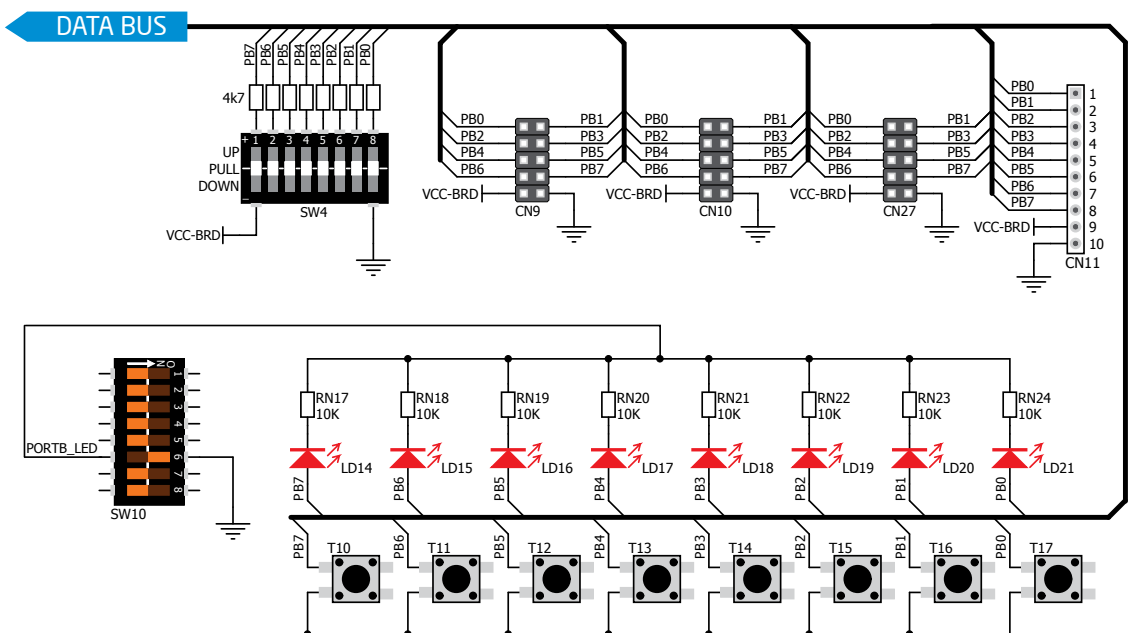 DATA BUS
PB7 PB6 PB5 PB4 PB3 PB2 PB1 PB0
4k7
+ 1 2 3 4 5 6 7 8
UP
PULL
DOWN
–
SW4
VCC-BRD
PB0 PB1
PB2 PB3
PB4 PB5
PB6 PB7
VCC-BRD
CN9
PB0 PB1
PB2 PB3
PB4 PB5
PB6 PB7
VCC-BRD
CN10
PB0 PB1
PB2 PB3
PB4 PB5
PB6 PB7
VCC-BRD
CN27
PB0 1
PB1 2
PB2 3
PB3 4
PB4 5
PB5 6
PB6 7
PB7 8
VCC-BRD 9
10
CN11
ON
1
2
3
4
5
PORTB_LED 6
7
8
SW10
RN17 RN18 RN19 RN20 RN21 RN22 RN23 RN24
10K 10K 10K 10K 10K 10K 10K 10K
LD14 LD15 LD16 LD17 LD18 LD19 LD20 LD21
PB7 PB6 PB5 PB4 PB3 PB2 PB1 PB0
PB7 PB6 PB5 PB4 PB3 PB2 PB1 PB0
T10 T11 T12 T13 T14 T15 T16 T17